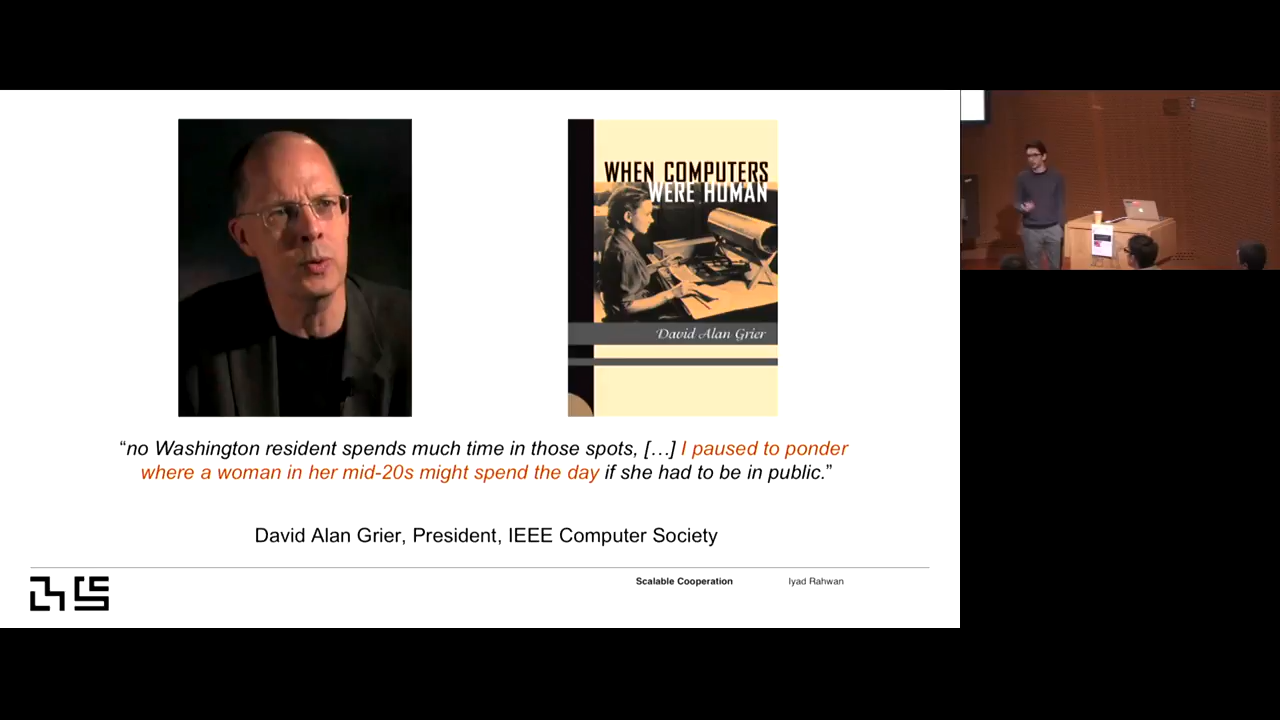 WHEN COMPUTERS
WERE HUMAN
David Alan Grier
“no Washington resident spends much time in those spots, […] I paused to ponder
where a woman in her mid-20s might spend the day if she had to be in public.”
David Alan Grier, President, IEEE Computer Society
Scalable Cooperation
Iyad Rahwan